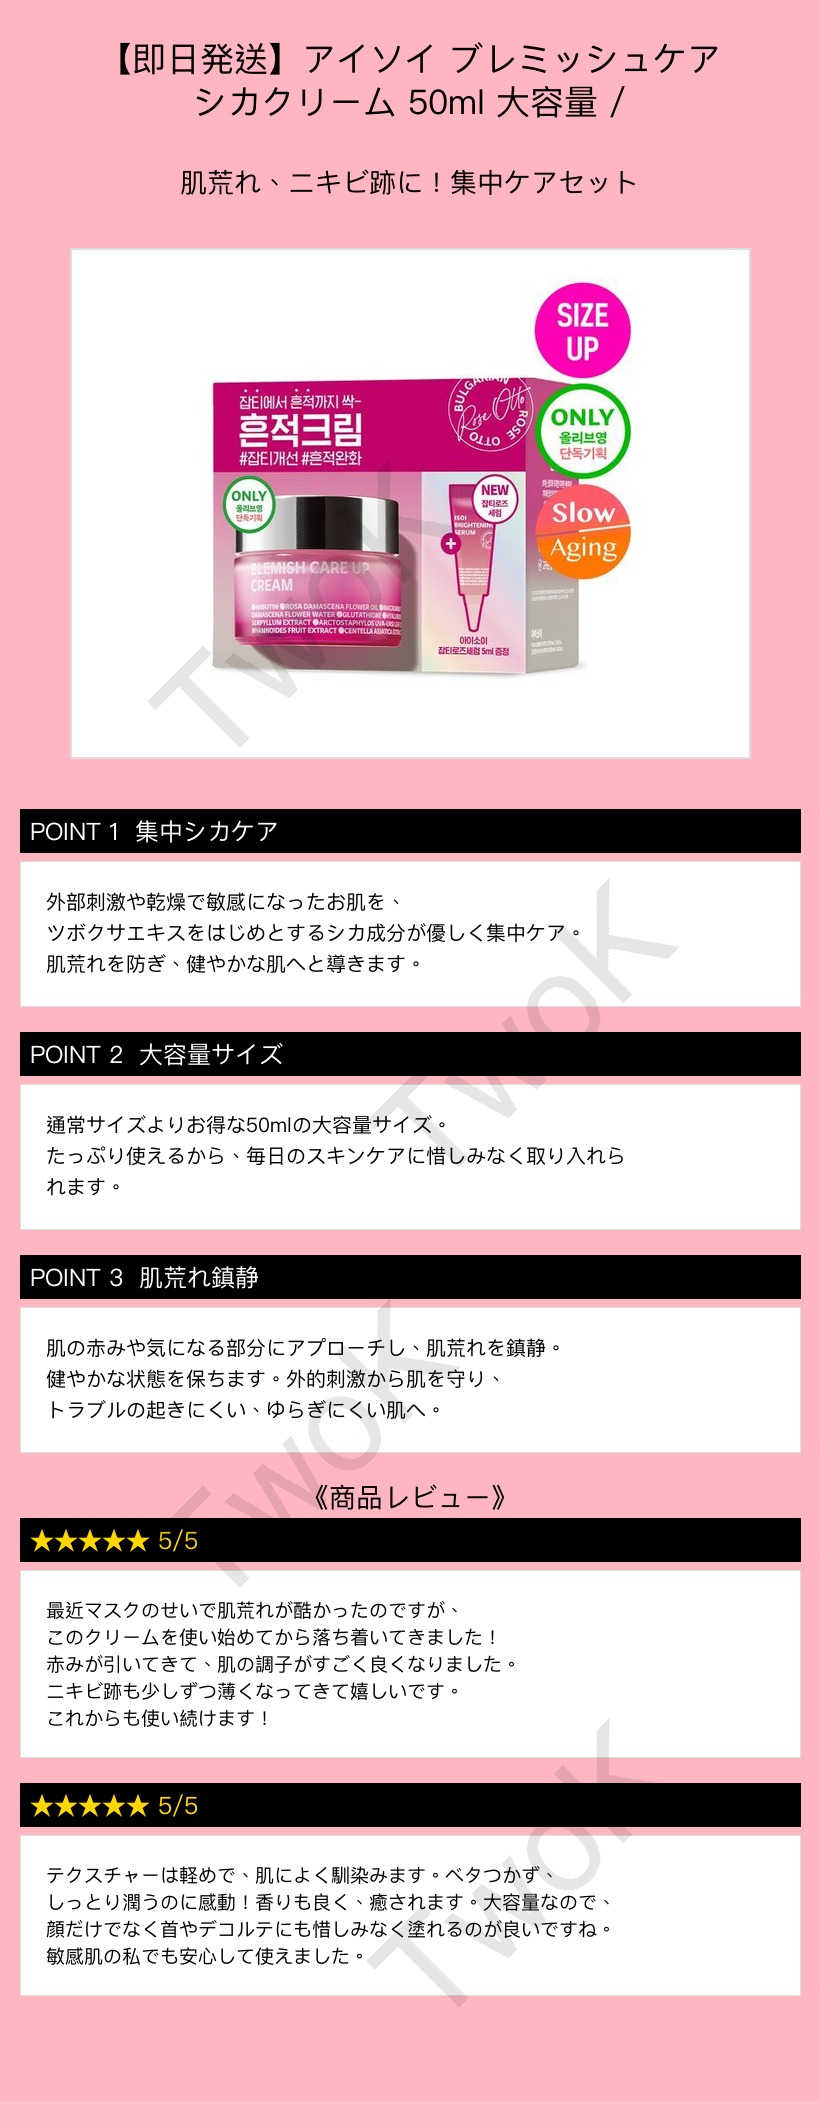 【即日発送】アイソイ ブレミッシュケア
シカクリーム 50ml 大容量 /
肌荒れ、ニキビ跡に！集中ケアセット
SIZE
UP
ONLY
올리브영
단독기획
Slow
Aging
잡티에서 흔적까지 싹-
흔적크림
#잡티개선 #흔적완화
BULGARIAN ROSE OTTO
Rose Otto
ONLY
올리브영
단독기획
BLEMISH CARE UP
CREAM
ARBUTIN ROSA DAMASCENA FLOWER OIL
DAMASCENA FLOWER WATER GLUTATHIONE
SERPYLLUM EXTRACT ARCTOSTAPHYLOS UVA-URSI
RHAMNOIDES FRUIT EXTRACT CENTELLA ASIATICA
NEW
잡티로즈
세럼
ISOI
BRIGHTENING
SERUM
+
아이소이
잡티로즈세럼 5ml 증정
POINT 1 集中シカケア
外部刺激や乾燥で敏感になったお肌を、
ツボクサエキスをはじめとするシカ成分が優しく集中ケア。
肌荒れを防ぎ、健やかな肌へと導きます。
POINT 2 大容量サイズ
通常サイズよりお得な50mlの大容量サイズ。
たっぷり使えるから、毎日のスキンケアに惜しみなく取り入れら
れます。
POINT 3 肌荒れ鎮静
肌の赤みや気になる部分にアプローチし、肌荒れを鎮静。
健やかな状態を保ちます。外的刺激から肌を守り、
トラブルの起きにくい、ゆらぎにくい肌へ。
《商品レビュー》
★★★★★ 5/5
最近マスクのせいで肌荒れが酷かったのですが、
このクリームを使い始めてから落ち着いてきました！
赤みが引いてきて、肌の調子がすごく良くなりました。
ニキビ跡も少しずつ薄くなってきて嬉しいです。
これからも使い続けます！
★★★★★ 5/5
テクスチャーは軽めで、肌によく馴染みます。ベタつかず、
しっとり潤うのに感動！香りも良く、癒されます。大容量なので、
顔だけでなく首やデコルテにも惜しみなく塗れるのが良いですね。
敏感肌の私でも安心して使えました。
TwoK
TwoK
TwoK
TwoK